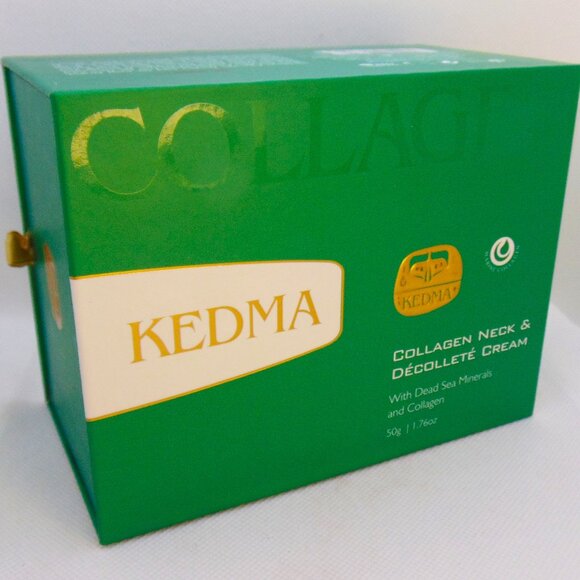 COLLAGE
KEDMA
KEDMA
COLLAGEN NECK &
DÉCOLLETÉ CREAM
With Dead Sea Minerals
and Collagen
50g | 1.76oz